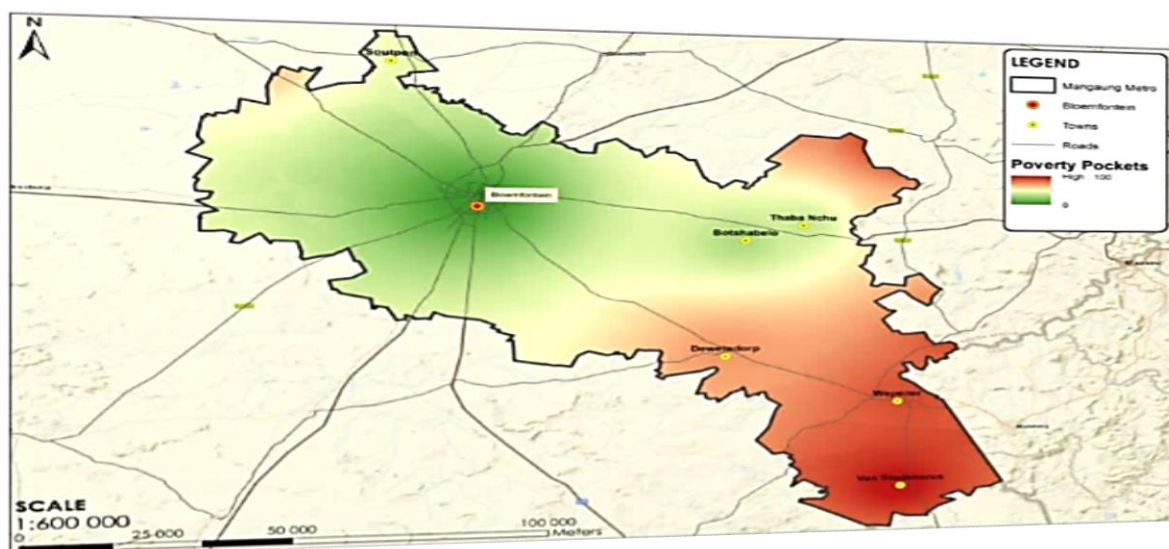 N
Soutpan
LEGEND
Mangaung Metro
Bloemfontein
Towns
Roads
Poverty Pockets
High : 100
0
Bloemfontein
Thaba Nchu
Botshabelo
Dewetsdorp
Wepener
Van Stadensrus
Maseru
SCALE
1:600 000
0 25 000 50 000 100 000
Meters